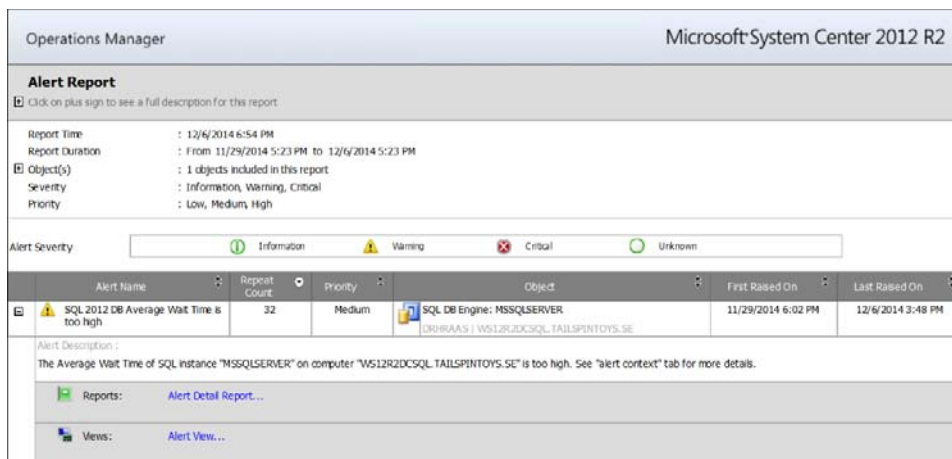 Operations Manager
Microsoft System Center 2012 R2
Alert Report
Click on plus sign to see a full description for this report
Report Time : 12/6/2014 6:54 PM
Report Duration : From 11/29/2014 5:23 PM to 12/6/2014 5:23 PM
Object(s) : 1 objects included in this report
Severity : Information, Warning, Critical
Priority : Low, Medium, High
Alert Severity Information Warning Critical Unknown
Alert Name Repeat Count Priority Object First Raised On Last Raised On
SQL 2012 DB Average Wait Time is too high 32 Medium SQL DB Engine: MSSQLSERVER 11/29/2014 6:02 PM 12/6/2014 3:48 PM
DRHRAAS | WS12R2DCSQL.TAILSPINTOYS.SE
Alert Description :
The Average Wait Time of SQL instance "MSSQLSERVER" on computer "WS12R2DCSQL.TAILSPINTOYS.SE" is too high. See "alert context" tab for more details.
Reports: Alert Detail Report...
Views: Alert View...